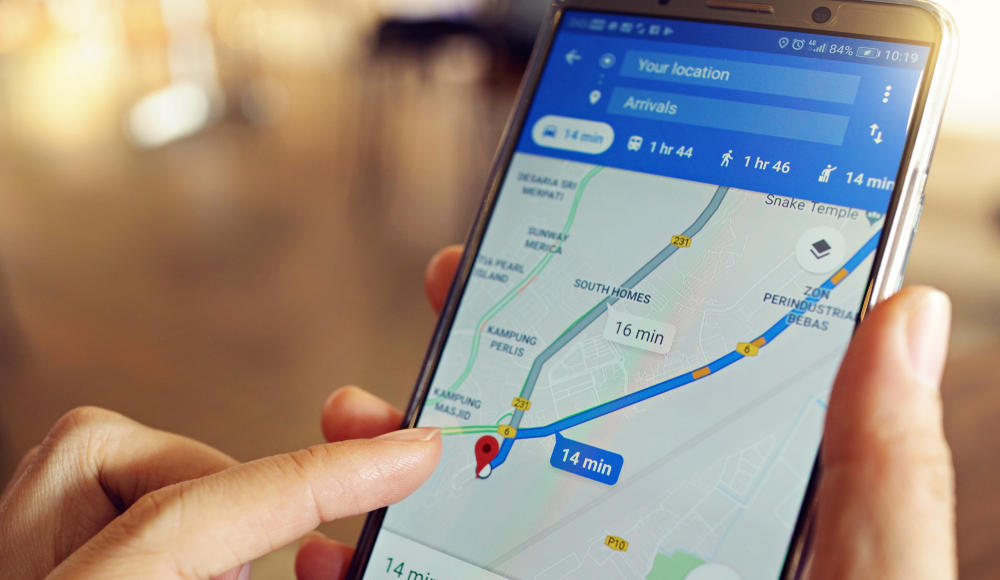 84% 10:19
Your location
Arrivals
14 min 1 hr 44 1 hr 46 14 min
Snake Temple
DESARIA SRI
MERPATI
231
SUNWAY
MERICA
PEARL
ISLAND
SOUTH HOMES
ZON
PERINDUSTRIA
BEBAS
16 min
KAMPUNG
PERLIS
6
KAMPUNG
MASJID
231
6
14 min
P10
14 min